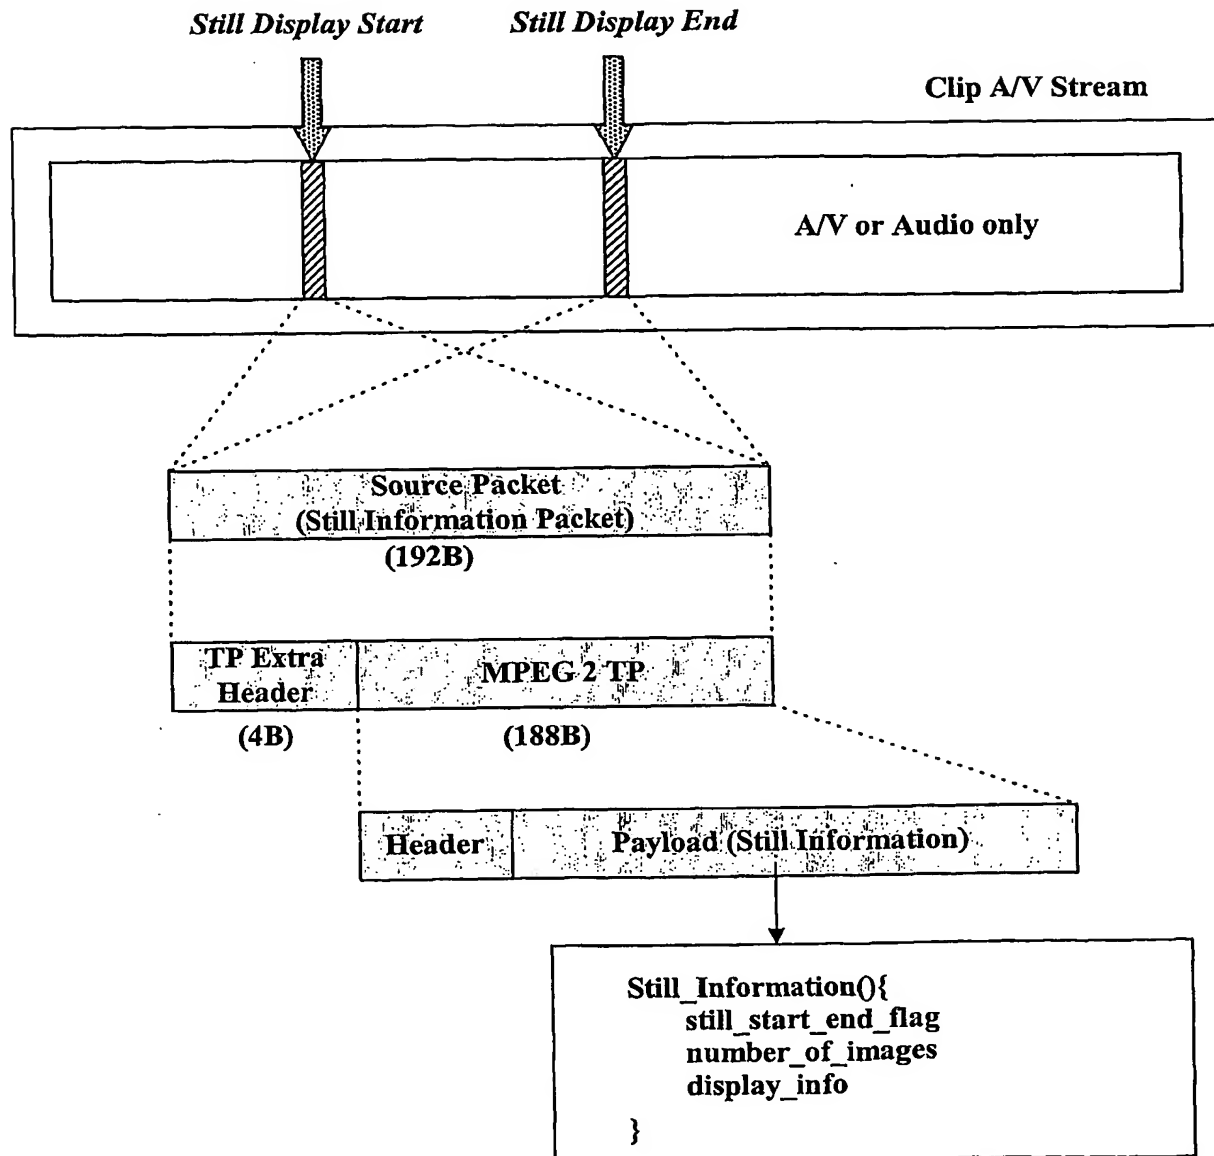 Still Display Start
Still Display End
Clip A/V Stream
A/V or Audio only
Source Packet
(Still Information Packet)
(192B)
TP Extra
Header
MPEG 2 TP
(4B)
(188B)
Header
Payload (Still Information)
Still_Information(){
still_start_end_flag
number_of_images
display_info
}